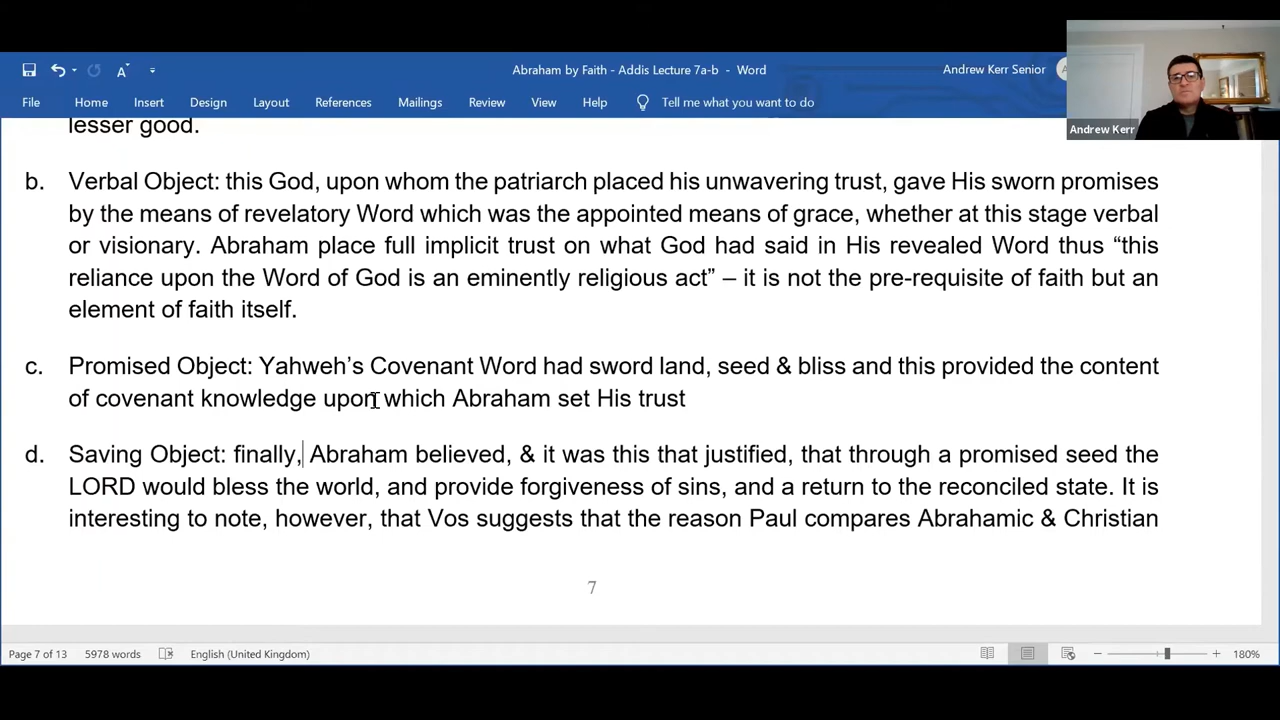 Abraham by Faith - Addis Lecture 7a-b - Word
Andrew Kerr Senior
File Home Insert Design Layout References Mailings Review View Help Tell me what you want to do
Andrew Kerr
lesser good.
b. Verbal Object: this God, upon whom the patriarch placed his unwavering trust, gave His sworn promises
by the means of revelatory Word which was the appointed means of grace, whether at this stage verbal
or visionary. Abraham place full implicit trust on what God had said in His revealed Word thus “this
reliance upon the Word of God is an eminently religious act” – it is not the pre-requisite of faith but an
element of faith itself.
c. Promised Object: Yahweh’s Covenant Word had sword land, seed & bliss and this provided the content
of covenant knowledge upon which Abraham set His trust
d. Saving Object: finally, Abraham believed, & it was this that justified, that through a promised seed the
LORD would bless the world, and provide forgiveness of sins, and a return to the reconciled state. It is
interesting to note, however, that Vos suggests that the reason Paul compares Abrahamic & Christian
7
Page 7 of 13 5978 words English (United Kingdom) 180%